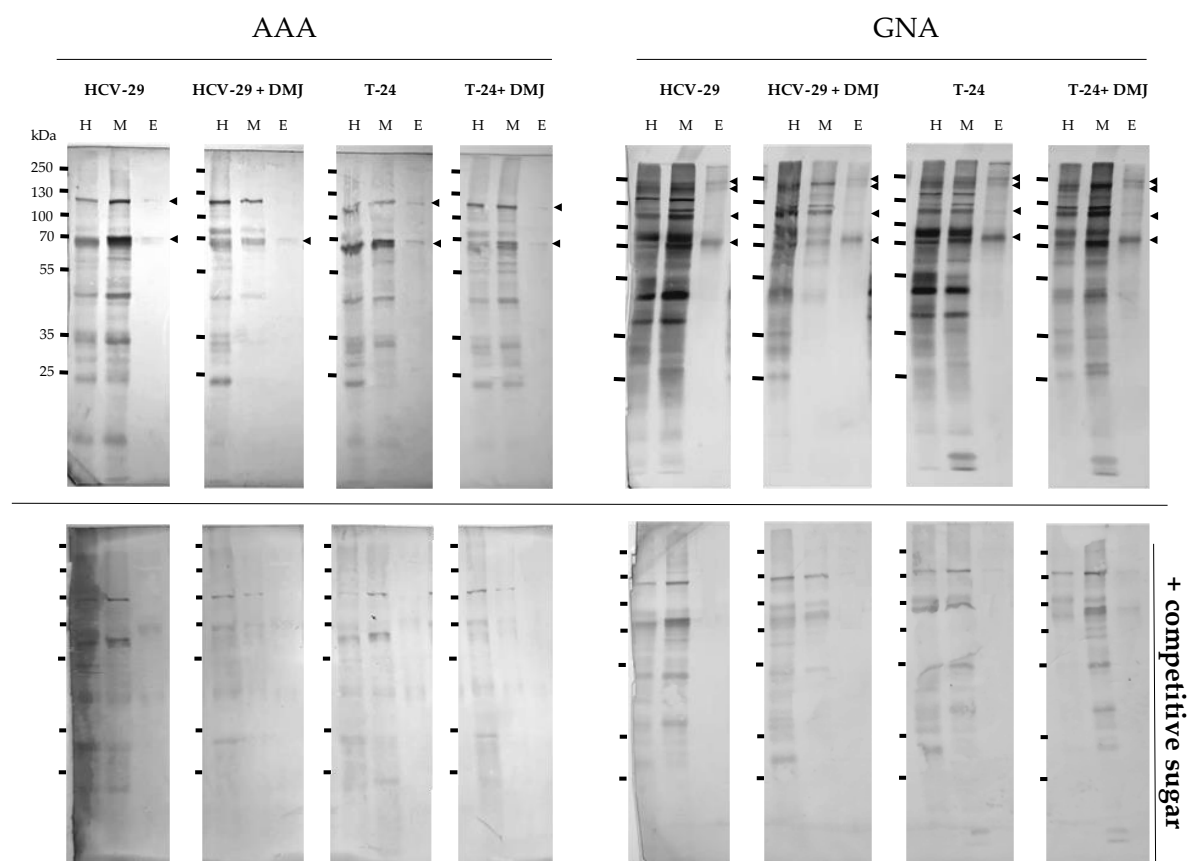 AAA GNA
HCV-29 HCV-29 + DMJ T-24 T-24+ DMJ HCV-29 HCV-29 + DMJ T-24 T-24+ DMJ
H M E H M E H M E H M E H M E H M E H M E H M E
kDa
250
130
100
70
55
35
25
+ competitive sugar